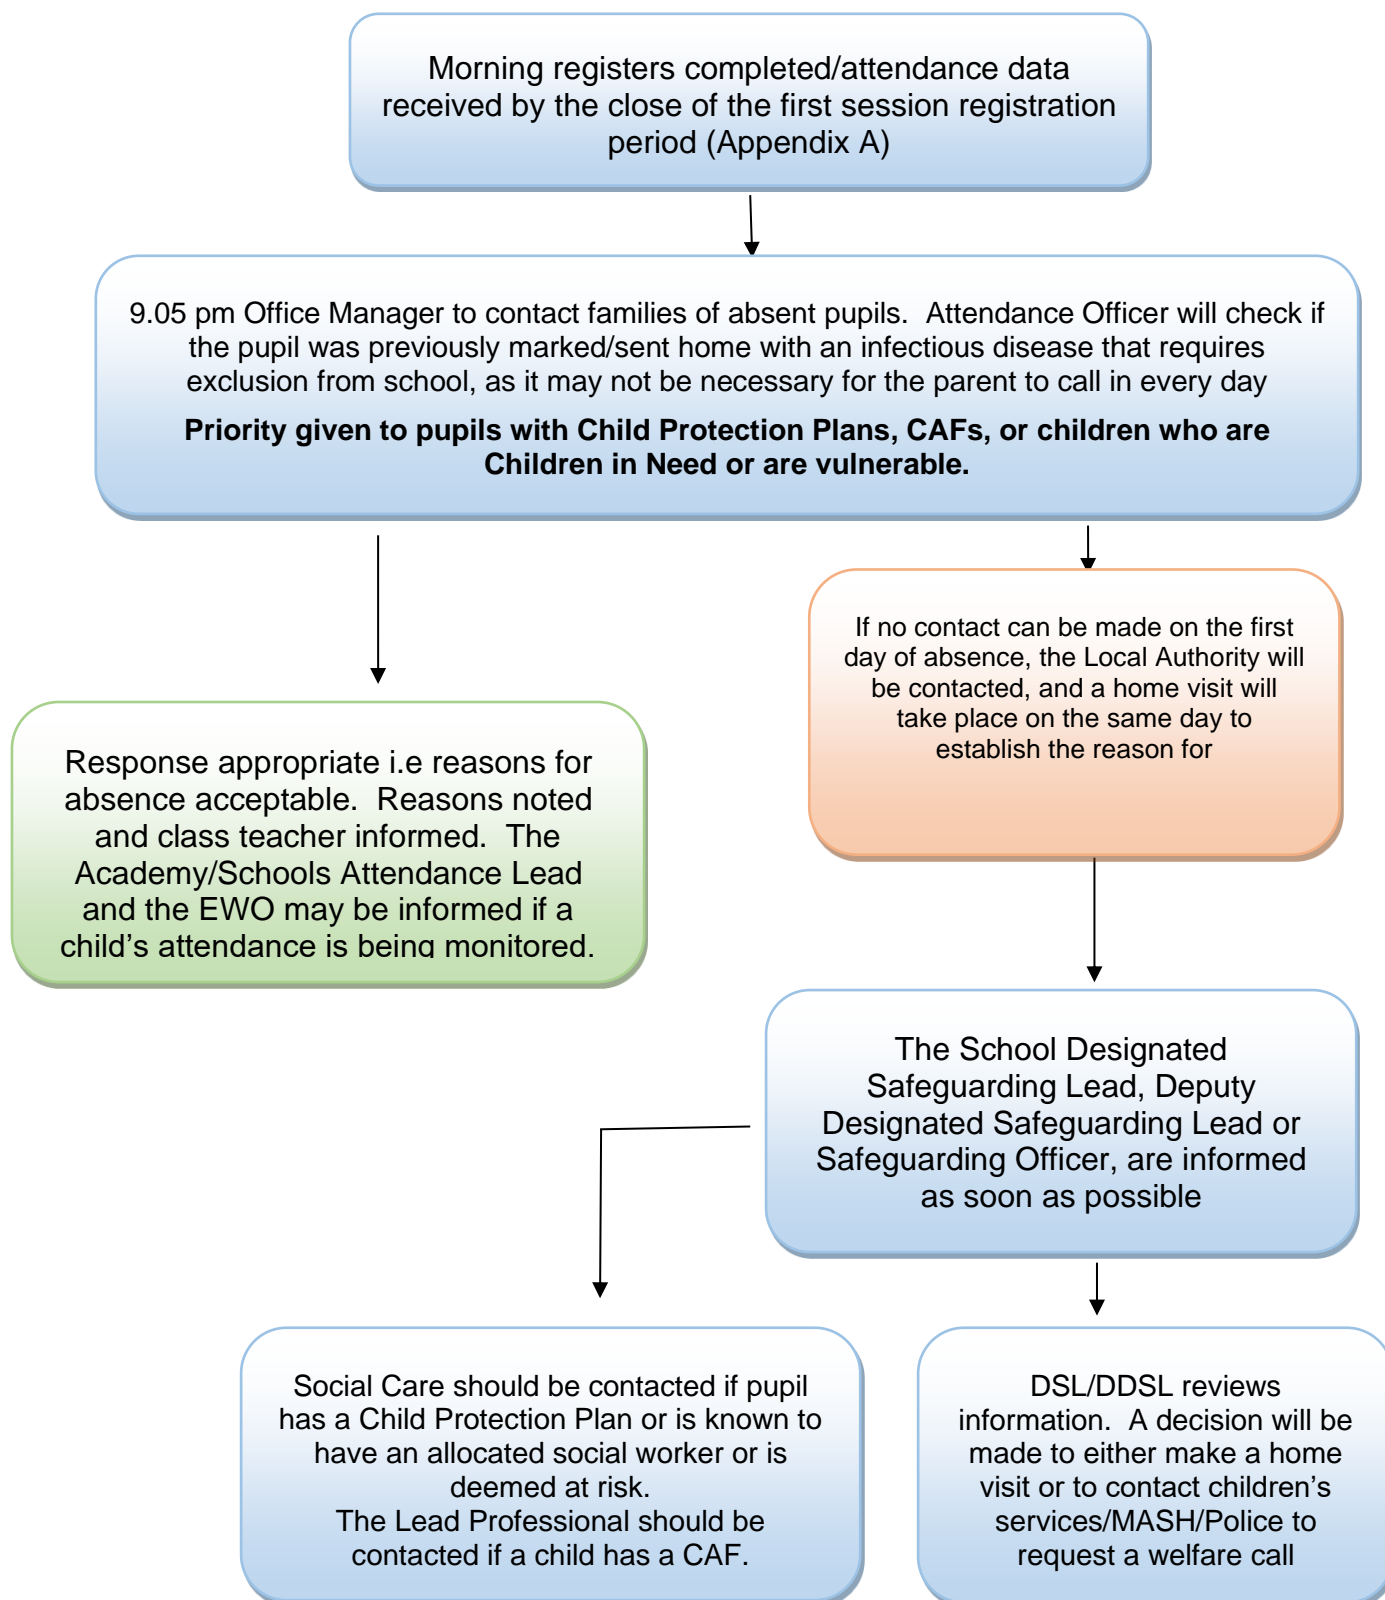 Morning registers completed/attendance data
received by the close of the first session registration
period (Appendix A)
9.05 pm Office Manager to contact families of absent pupils.  Attendance Officer will check if
the pupil was previously marked/sent home with an infectious disease that requires
exclusion from school, as it may not be necessary for the parent to call in every day
Priority given to pupils with Child Protection Plans, CAFs, or children who are
Children in Need or are vulnerable.
If no contact can be made on the first
day of absence, the Local Authority will
be contacted, and a home visit will
take place on the same day to
establish the reason for
Response appropriate i.e reasons for
absence acceptable.  Reasons noted
and class teacher informed.  The
Academy/Schools Attendance Lead
and the EWO may be informed if a
child’s attendance is being monitored.
The School Designated
Safeguarding Lead, Deputy
Designated Safeguarding Lead or
Safeguarding Officer, are informed
as soon as possible
Social Care should be contacted if pupil
has a Child Protection Plan or is known to
have an allocated social worker or is
deemed at risk.
The Lead Professional should be
contacted if a child has a CAF.
DSL/DDSL reviews
information.  A decision will be
made to either make a home
visit or to contact children’s
services/MASH/Police to
request a welfare call